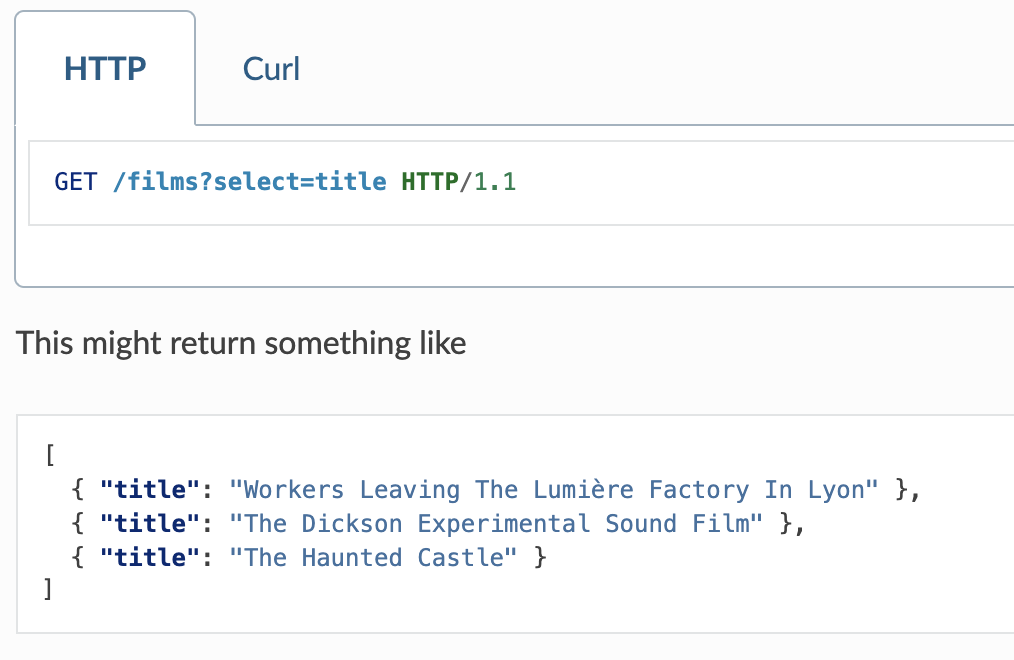 HTTP Curl
GET /films?select=title HTTP/1.1
This might return something like
[
  { "title": "Workers Leaving The Lumière Factory In Lyon" },
  { "title": "The Dickson Experimental Sound Film" },
  { "title": "The Haunted Castle" }
]